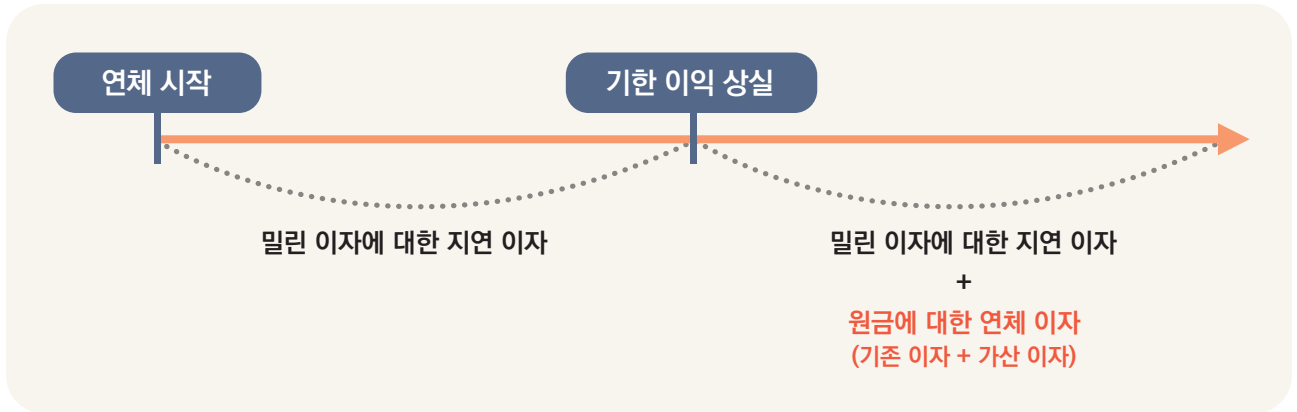 연체 시작
기한 이익 상실
밀린 이자에 대한 지연 이자
밀린 이자에 대한 지연 이자
+
원금에 대한 연체 이자
(기존 이자 + 가산 이자)